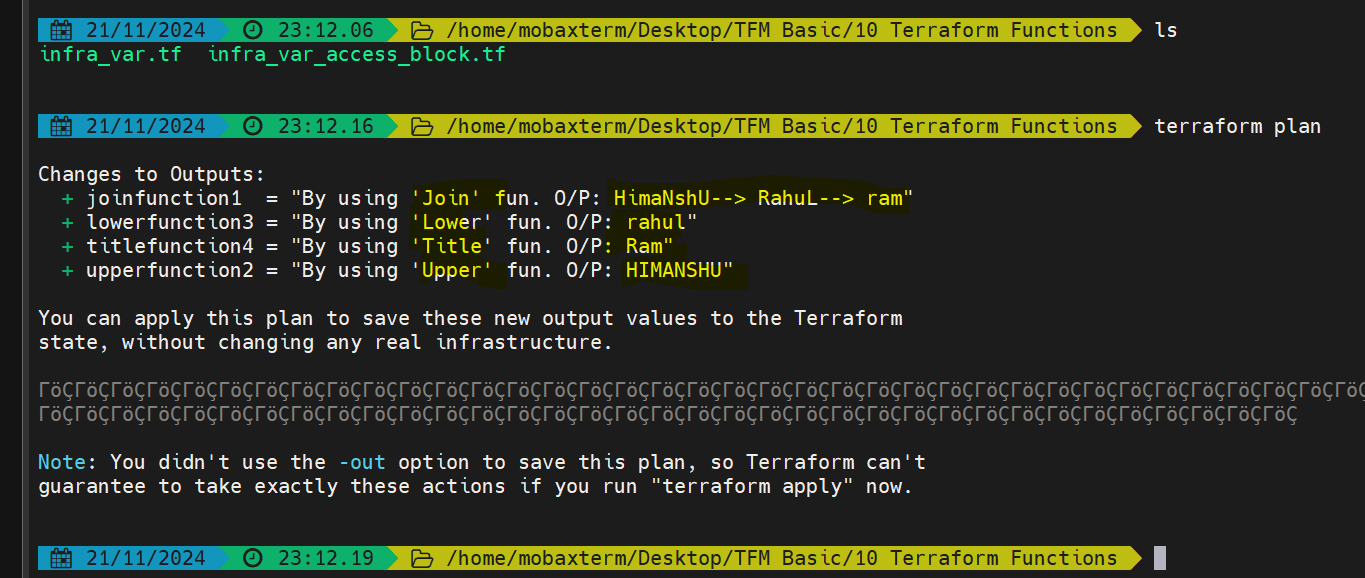 21/11/2024 23:12.06 /home/mobaxterm/Desktop/TFM Basic/10 Terraform Functions ls
infra_var.tf infra_var_access_block.tf
21/11/2024 23:12.16 /home/mobaxterm/Desktop/TFM Basic/10 Terraform Functions terraform plan
Changes to Outputs:
+ joinfunction1 = "By using 'Join' fun. O/P: HimaNshU--> RahuL--> ram"
+ lowerfunction3 = "By using 'Lower' fun. O/P: rahul"
+ titlefunction4 = "By using 'Title' fun. O/P: Ram"
+ upperfunction2 = "By using 'Upper' fun. O/P: HIMANSHU"
You can apply this plan to save these new output values to the Terraform
state, without changing any real infrastructure.
ΓöÇΓöÇΓöÇΓöÇΓöÇΓöÇΓöÇΓöÇΓöÇΓöÇΓöÇΓöÇΓöÇΓöÇΓöÇΓöÇΓöÇΓöÇΓöÇΓöÇΓöÇΓöÇΓöÇΓöÇΓöÇΓöÇΓöÇΓöÇΓöÇΓöÇΓöÇΓöÇΓöÇΓöÇΓöÇΓöÇΓöÇ
ΓöÇΓöÇΓöÇΓöÇΓöÇΓöÇΓöÇΓöÇΓöÇΓöÇΓöÇΓöÇΓöÇΓöÇΓöÇΓöÇΓöÇΓöÇΓöÇΓöÇΓöÇΓöÇΓöÇΓöÇΓöÇΓöÇΓöÇΓöÇΓöÇΓöÇΓöÇΓöÇΓöÇΓöÇΓöÇ
Note: You didn't use the -out option to save this plan, so Terraform can't
guarantee to take exactly these actions if you run "terraform apply" now.
21/11/2024 23:12.19 /home/mobaxterm/Desktop/TFM Basic/10 Terraform Functions